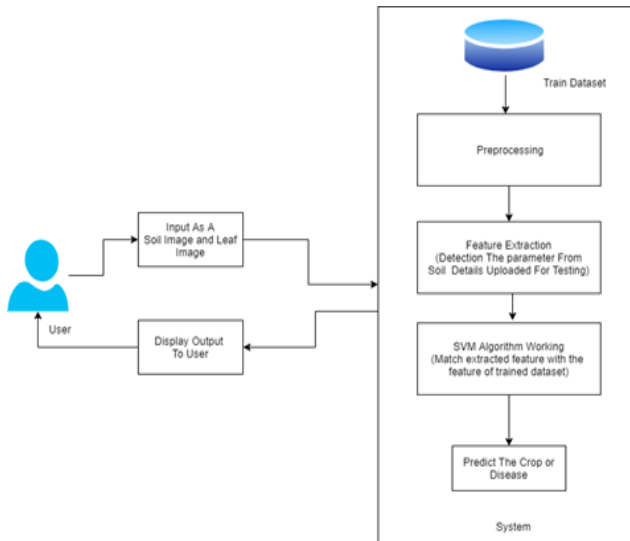 Train Dataset
Preprocessing
Input As A
Soil Image and Leaf
Image
Feature Extraction
(Detection The parameter From
Soil Details Uploaded For Testing)
User
Display Output
To User
SVM Algorithm Working
(Match extracted feature with the
feature of trained dataset)
Predict The Crop or
Disease
System